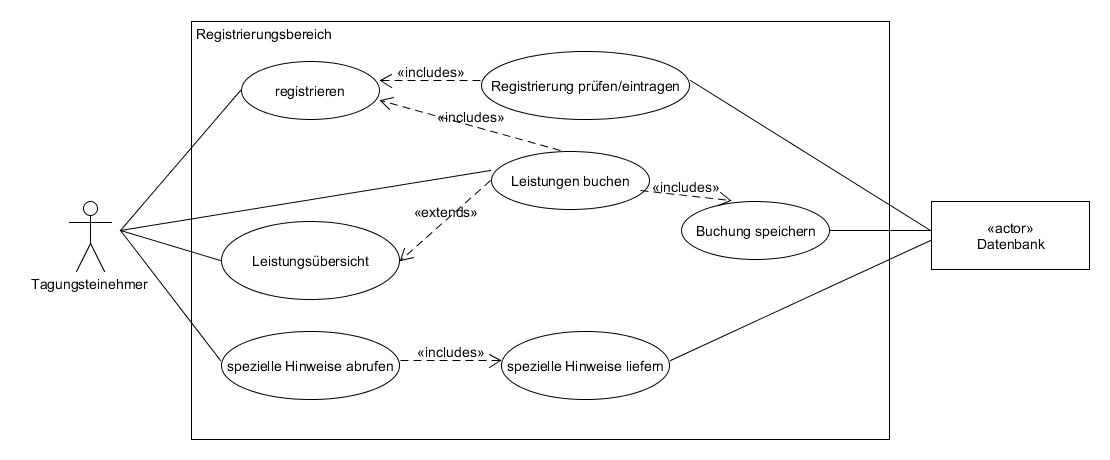 Registrierungsbereich
registrieren
«includes»
Registrierung prüfen/eintragen
«includes»
Leistungen buchen
«includes»
«extends»
Buchung speichern
«actor»
Datenbank
Leistungsübersicht
Tagungsteinehmer
spezielle Hinweise abrufen
«includes»
spezielle Hinweise liefern